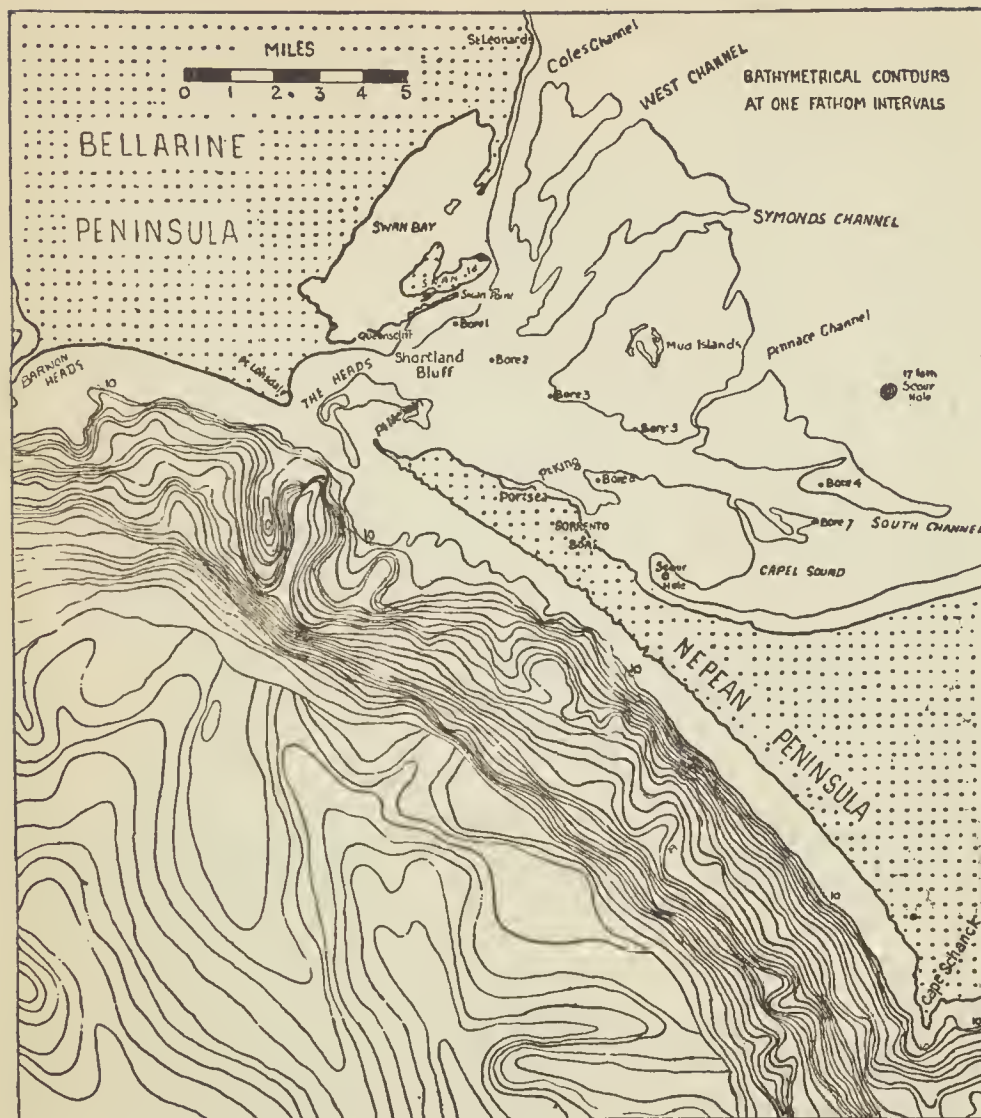 MILES
0 1 2 3 4 5
St Leonards
Coles Channel
WEST CHANNEL
BATHYMETRICAL CONTOURS
AT ONE FATHOM INTERVALS
BELLARINE
PENINSULA
SWAN BAY
SYMONDS CHANNEL
SWAN Id
Swan Point
Queenscliff
Bore 1
Shortland
Bluff
Bore 2
Mud Islands
Pinnace Channel
BARWON
HEADS
10
Pt Lonsdale
THE HEADS
Bore 3
17 fath
Scour
Hole
Bore 5
Pt King
Bore 6
Bore 4
Portsea
Bore 7
SOUTH CHANNEL
SORRENTO
BORE
10
Scour
Hole
CAPEL SOUND
NEPEAN
PENINSULA
10
10
Cape Schanck
10